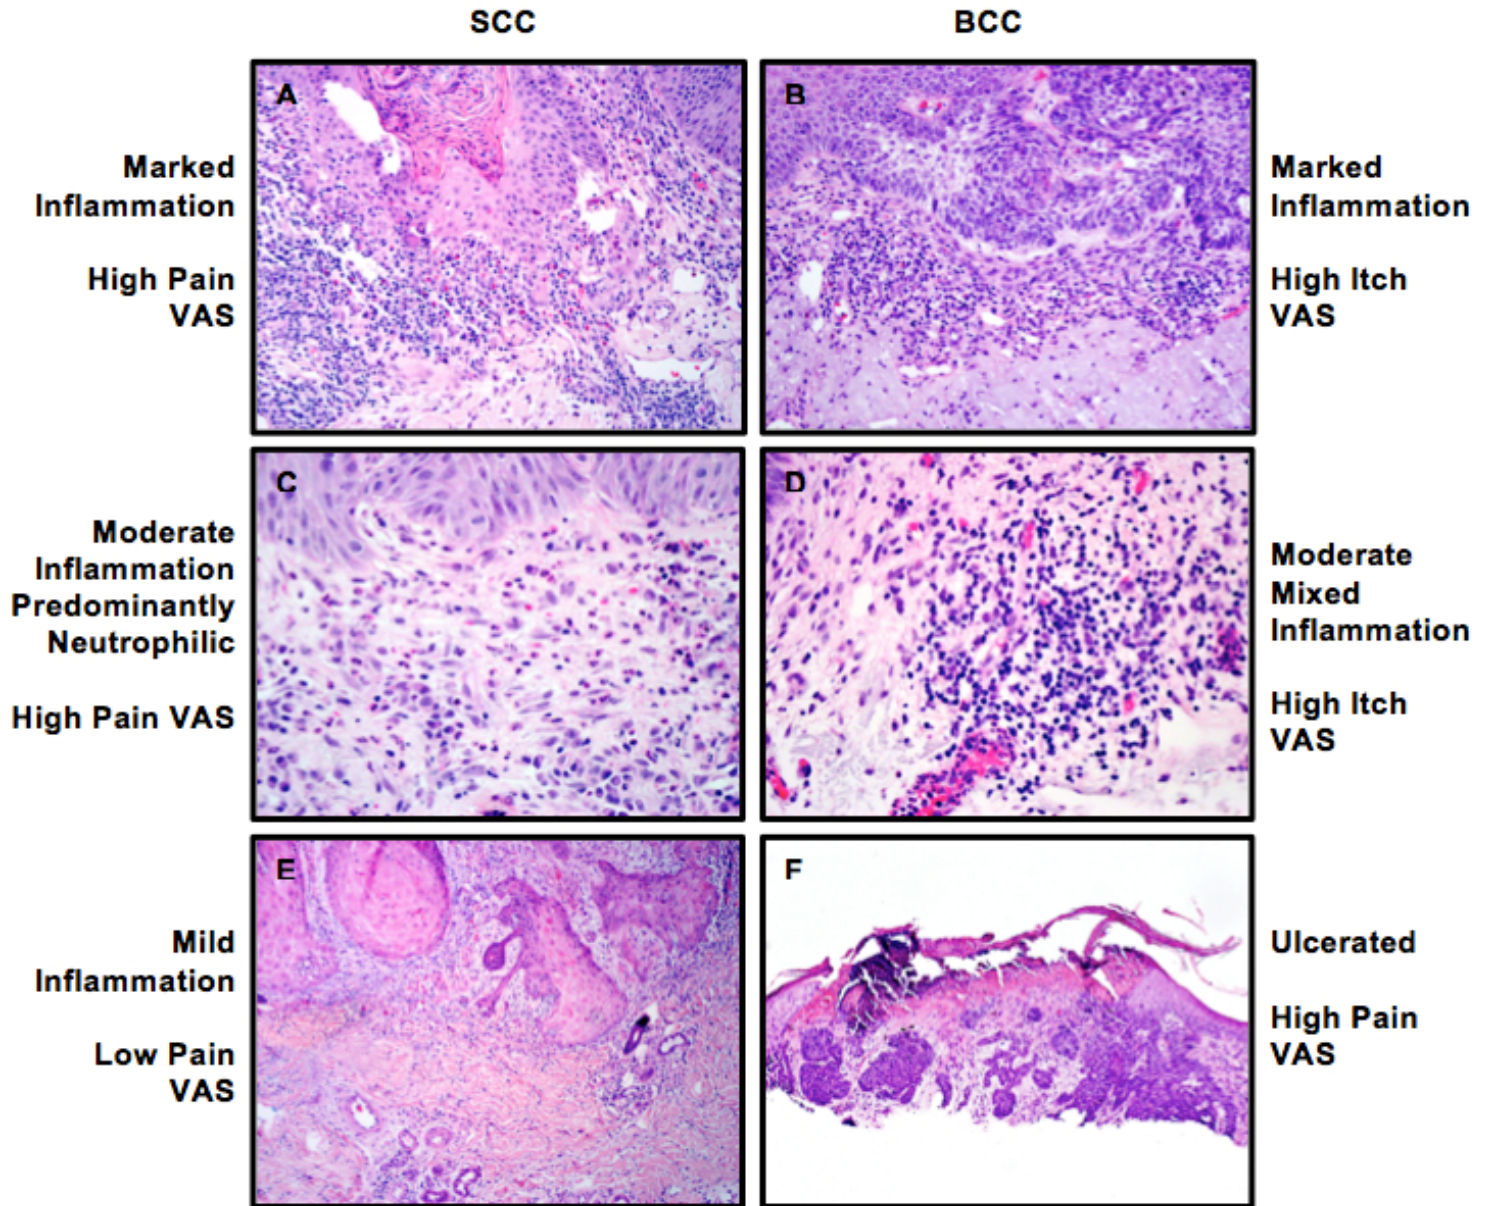 SCC
BCC
A
Marked
Inflammation
High Pain
VAS
B
Marked
Inflammation
High Itch
VAS
C
Moderate
Inflammation
Predominantly
Neutrophilic
High Pain VAS
D
Moderate
Mixed
Inflammation
High Itch
VAS
E
Mild
Inflammation
Low Pain
VAS
F
Ulcerated
High Pain
VAS